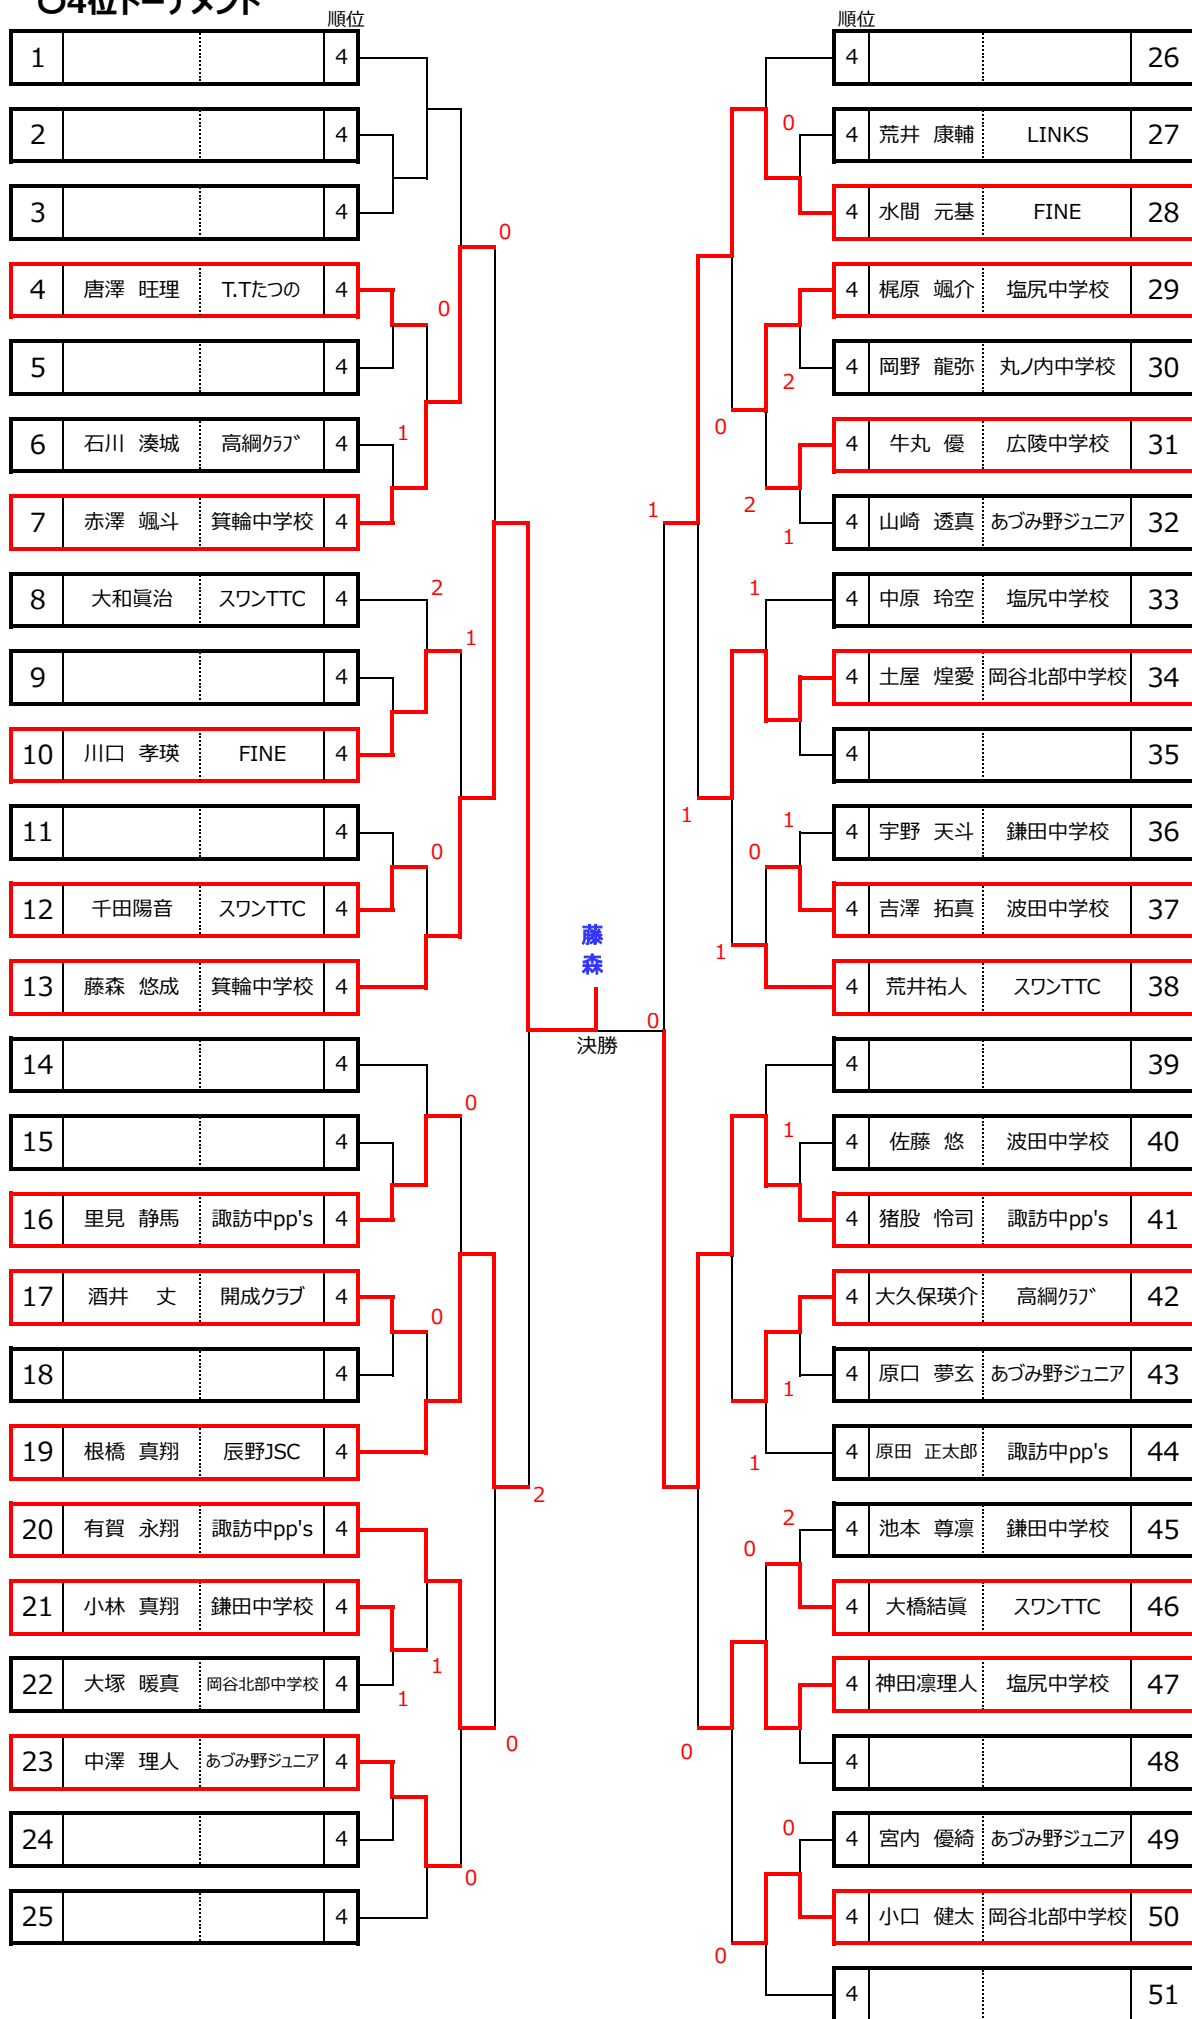 4位トーナメント
順位
1 4
2 4
3 4
4 唐澤 旺理 T.Tたつの 4
5 4
6 石川 湊城 高綱クラブ 4
7 赤澤 颯斗 箕輪中学校 4
8 大和眞治 スワンTTC 4
9 4
10 川口 孝瑛 FINE 4
11 4
12 千田陽音 スワンTTC 4
13 藤森 悠成 箕輪中学校 4
14 4
15 4
16 里見 静馬 諏訪中pp's 4
17 酒井 丈 開成クラブ 4
18 4
19 根橋 真翔 辰野JSC 4
20 有賀 永翔 諏訪中pp's 4
21 小林 真翔 鎌田中学校 4
22 大塚 暖真 岡谷北部中学校 4
23 中澤 理人 あづみ野ジュニア 4
24 4
25 4
0
0
1
2
1
0
0
0
2
1
1
0
0
藤
森
決勝
順位
4 26
4 荒井 康輔 LINKS 27
4 水間 元基 FINE 28
4 梶原 颯介 塩尻中学校 29
4 岡野 龍弥 丸ノ内中学校 30
4 牛丸 優 広陵中学校 31
4 山崎 透真 あづみ野ジュニア 32
4 中原 玲空 塩尻中学校 33
4 土屋 煌愛 岡谷北部中学校 34
4 35
4 宇野 天斗 鎌田中学校 36
4 吉澤 拓真 波田中学校 37
4 荒井祐人 スワンTTC 38
4 39
4 佐藤 悠 波田中学校 40
4 猪股 怜司 諏訪中pp's 41
4 大久保瑛介 高綱クラブ 42
4 原口 夢玄 あづみ野ジュニア 43
4 原田 正太郎 諏訪中pp's 44
4 池本 尊凛 鎌田中学校 45
4 大橋結眞 スワンTTC 46
4 神田凛理人 塩尻中学校 47
4 48
4 宮内 優綺 あづみ野ジュニア 49
4 小口 健太 岡谷北部中学校 50
4 51
0
2
0
2
1
1
1
1
1
0
1
0
1
1
1
2
0
0
0
0